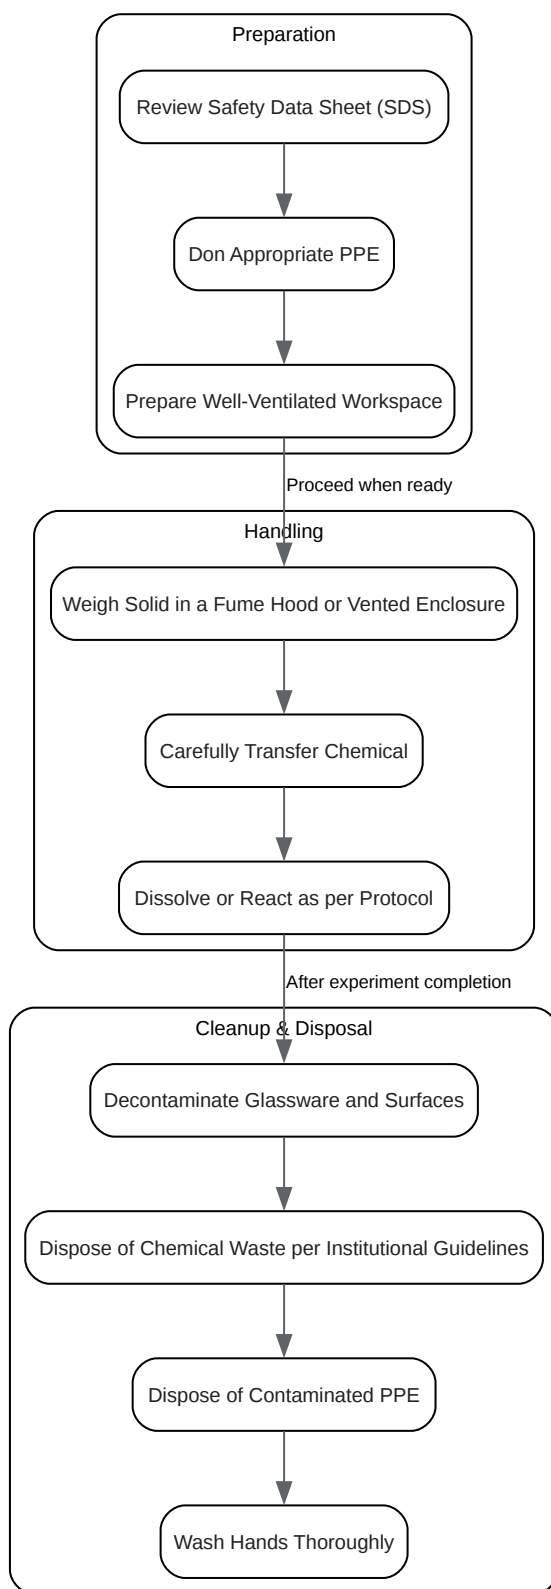 Preparation
Review Safety Data Sheet (SDS)
Don Appropriate PPE
Prepare Well-Ventilated Workspace
Proceed when ready
Handling
Weigh Solid in a Fume Hood or Vented Enclosure
Carefully Transfer Chemical
Dissolve or React as per Protocol
After experiment completion
Cleanup & Disposal
Decontaminate Glassware and Surfaces
Dispose of Chemical Waste per Institutional Guidelines
Dispose of Contaminated PPE
Wash Hands Thoroughly